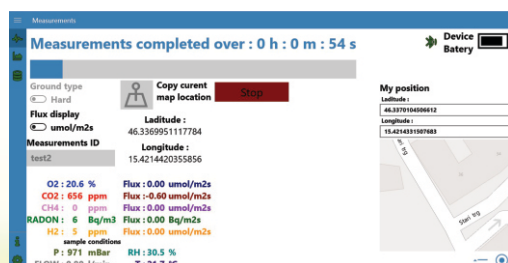 Measurements
Measurements completed over : 0 h : 0 m : 54 s
Device
Batery
Ground type
Hard
Copy curent
map location
Stop
Flux display
umol/m2s
Measurements ID
test2
Laditude :
46.3369951117784
Longitude :
15.4214420355856
My position
Laditude :
46.3370104506612
Longitude :
15.4214331507683
O2 : 20.6 % Flux : 0.00 umol/m2s
CO2 : 656 ppm Flux :-0.60 umol/m2s
CH4 : 0 ppm Flux : 0.00 umol/m2s
RADON : 6 Bq/m3 Flux : 0.00 Bq/m2s
H2 : 5 ppm Flux : 0.00 umol/m2s
sample conditions
P : 971 mBar RH : 30.5 %
Stari trg